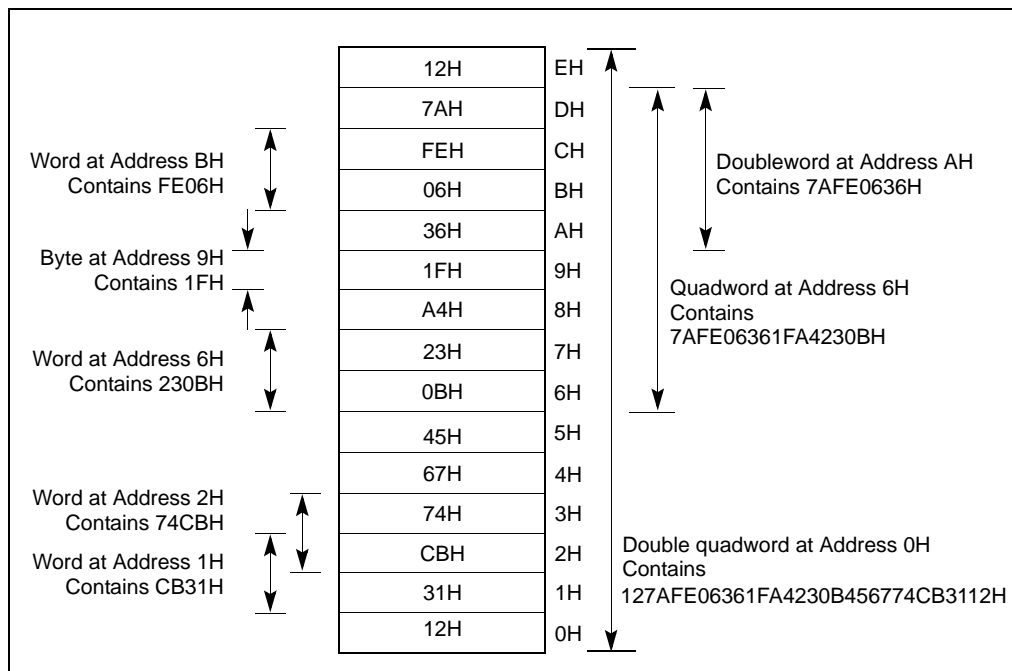 12H EH
7AH DH
FEH CH
06H BH
36H AH
1FH 9H
A4H 8H
23H 7H
0BH 6H
45H 5H
67H 4H
74H 3H
CBH 2H
31H 1H
12H 0H
Word at Address BH
Contains FE06H
Byte at Address 9H
Contains 1FH
Word at Address 6H
Contains 230BH
Word at Address 2H
Contains 74CBH
Word at Address 1H
Contains CB31H
Doubleword at Address AH
Contains 7AFE0636H
Quadword at Address 6H
Contains
7AFE06361FA4230BH
Double quadword at Address 0H
Contains
127AFE06361FA4230B456774CB3112H